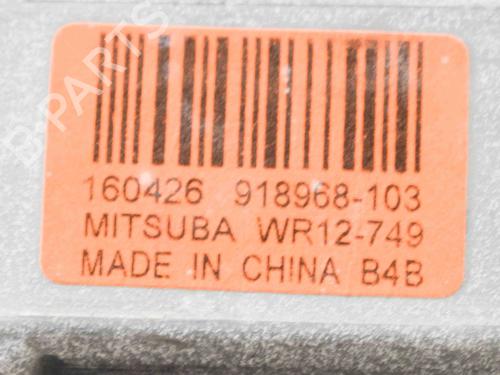 B-PARTS
160426 918968-103
MITSUBA WR12-749
MADE IN CHINA B4B